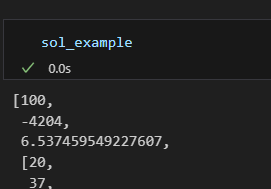 sol_example
0.0s
[100,
-4204,
6.537459549227607,
[20,
37,